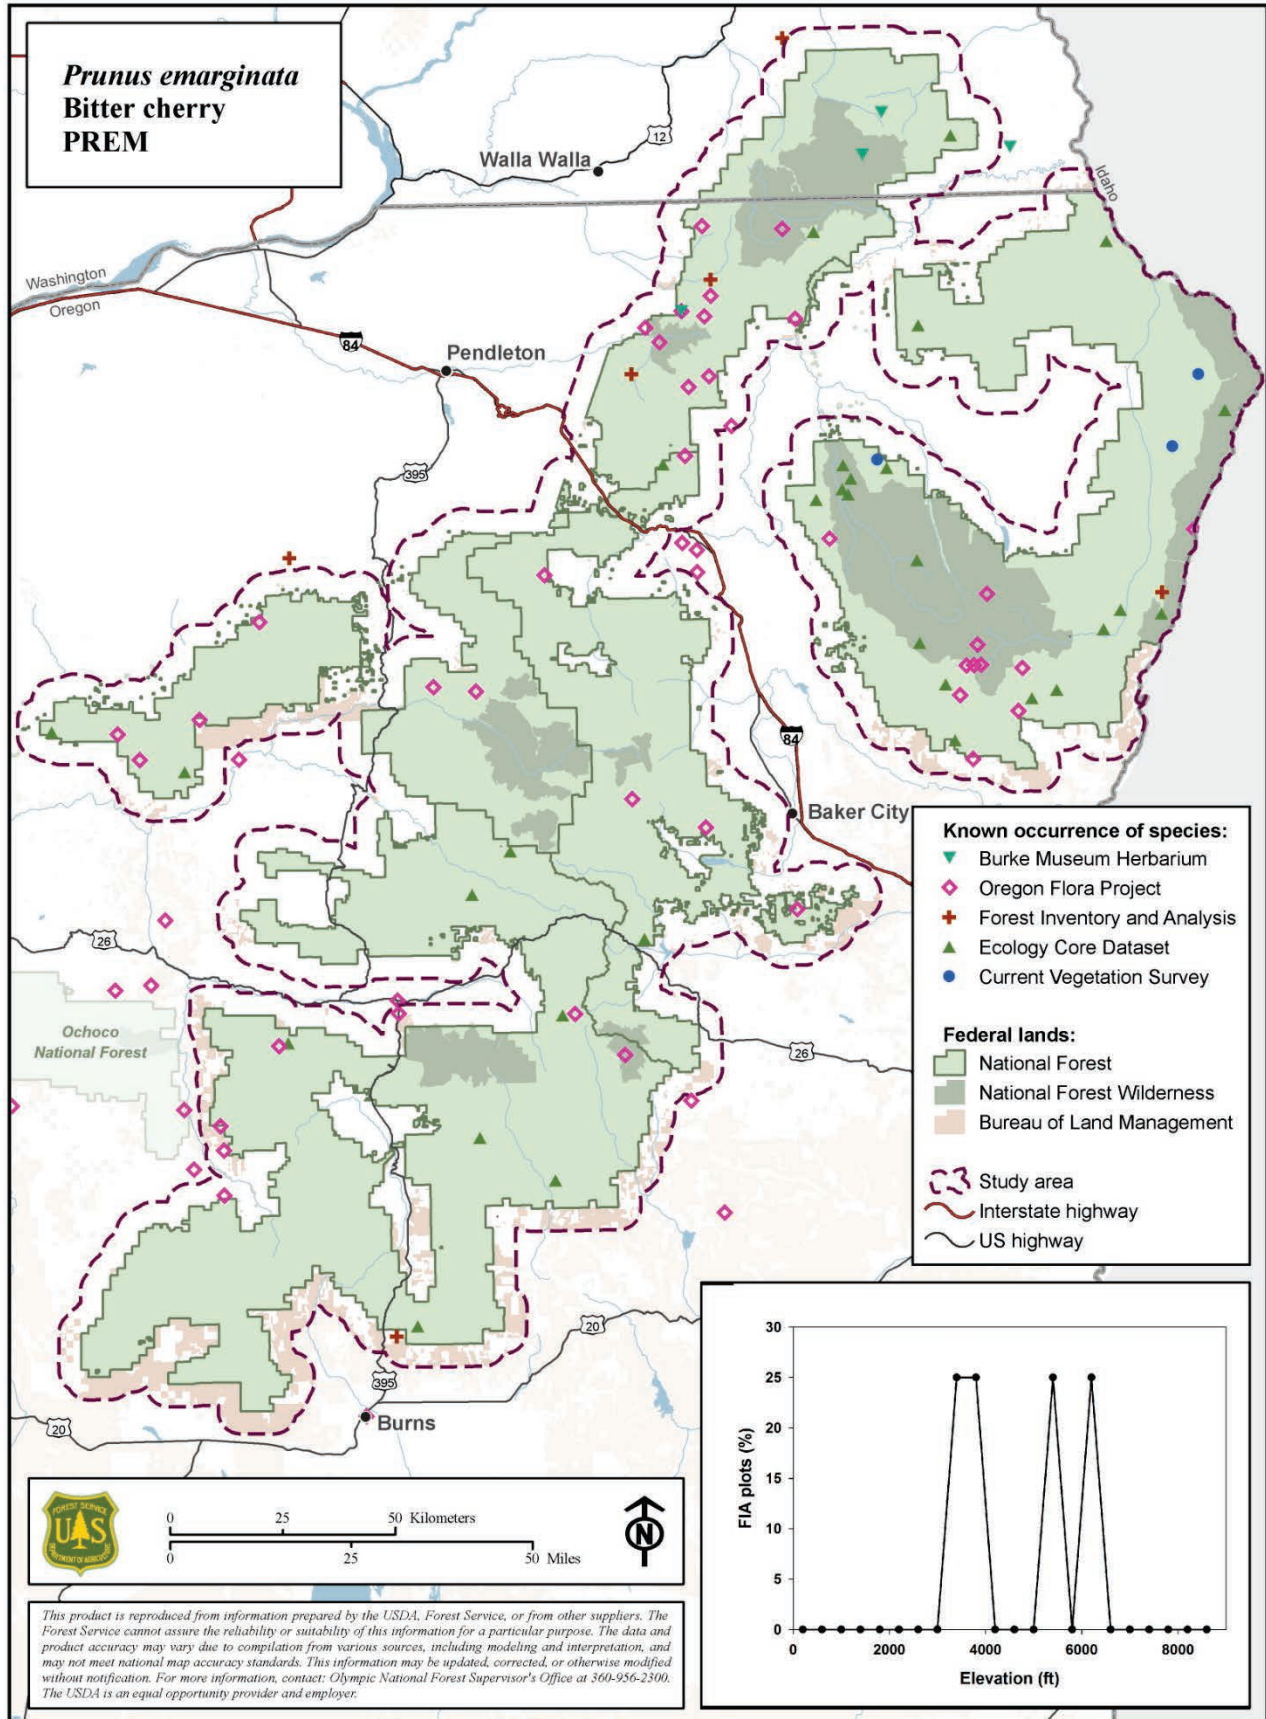 Prunus emarginata
Bitter cherry
PREM
12
Walla Walla
Idaho
Washington
Oregon
84
Pendleton
395
84
Baker City
26
Ochoco
National Forest
26
20
395
Burns
20
Known occurrence of species:
Burke Museum Herbarium
Oregon Flora Project
Forest Inventory and Analysis
Ecology Core Dataset
Current Vegetation Survey
Federal lands:
National Forest
National Forest Wilderness
Bureau of Land Management
Study area
Interstate highway
US highway
FOREST SERVICE
U S
DEPARTMENT OF AGRICULTURE
0 25 50 Kilometers
0 25 50 Miles
N
This product is reproduced from information prepared by the USDA, Forest Service, or from other suppliers. The
Forest Service cannot assure the reliability or suitability of this information for a particular purpose. The data and
product accuracy may vary due to compilation from various sources, including modeling and interpretation, and
may not meet national map accuracy standards. This information may be updated, corrected, or otherwise modified
without notification. For more information, contact: Olympic National Forest Supervisor's Office at 360-956-2300.
The USDA is an equal opportunity provider and employer.
30
25
20
15
10
5
0
FIA plots (%)
0 2000 4000 6000 8000
Elevation (ft)